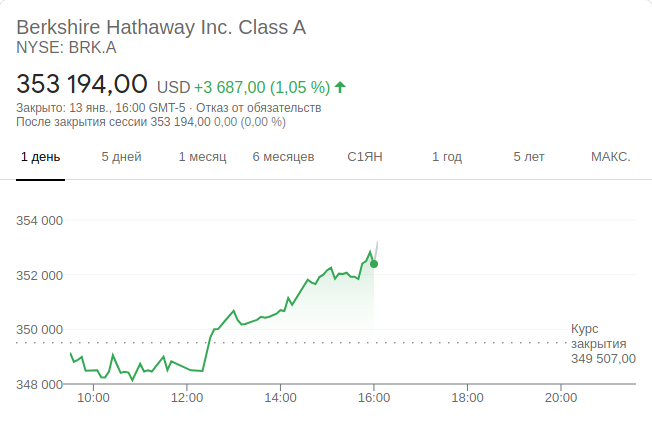 Berkshire Hathaway Inc. Class A
NYSE: BRK.A
353 194,00 USD +3 687,00 (1,05 %)
Закрыто: 13 янв., 16:00 GMT-5 · Отказ от обязательств
После закрытия сессии 353 194,00 0,00 (0,00 %)
1 день 5 дней 1 месяц 6 месяцев С1ЯН 1 год 5 лет МАКС.
354 000
352 000
350 000
Курс
закрытия
349 507,00
348 000
10:00 12:00 14:00 16:00 18:00 20:00